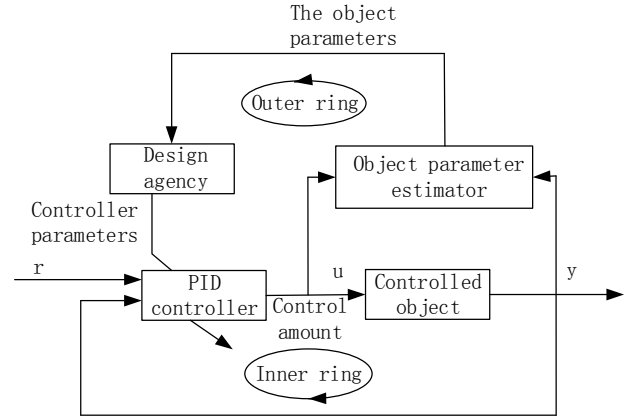 The object
parameters
Outer ring
Design
agency
Object parameter
estimator
Controller
parameters
r
PID
controller
u
Control
amount
Controlled
object
y
Inner ring